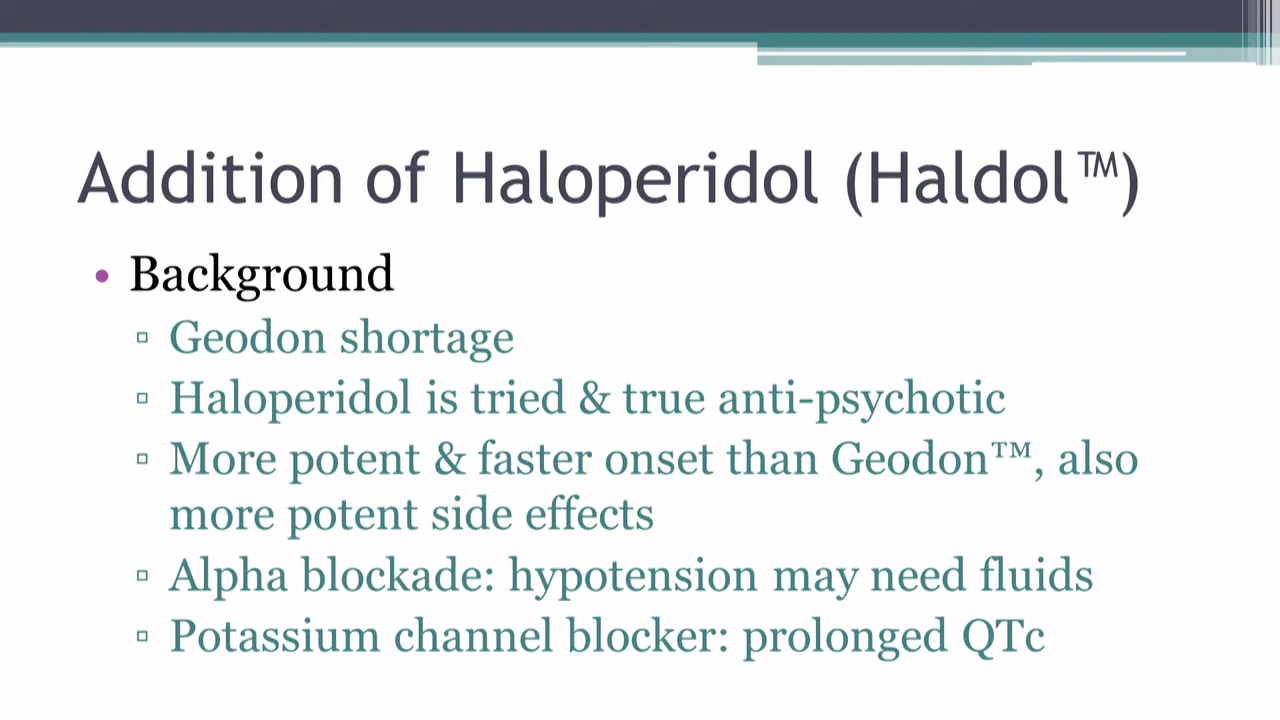 Addition of Haloperidol (Haldol™)
• Background
▫ Geodon shortage
▫ Haloperidol is tried & true anti-psychotic
▫ More potent & faster onset than Geodon™, also
more potent side effects
▫ Alpha blockade: hypotension may need fluids
▫ Potassium channel blocker: prolonged QTc